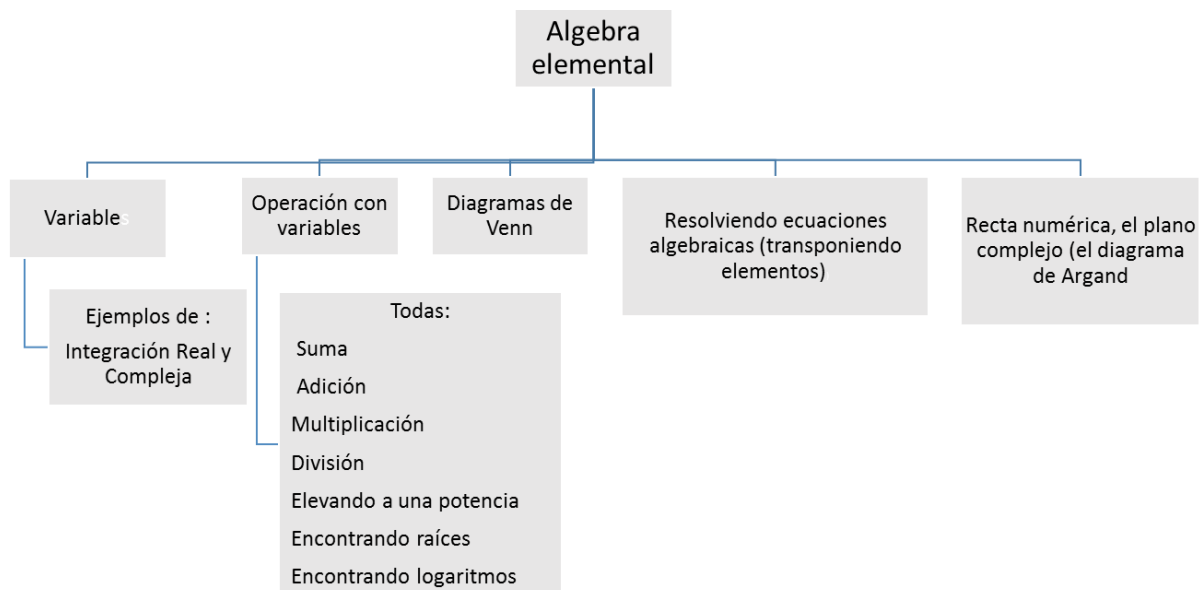 Algebra
elemental
Variables
Operación con
variables
Diagramas de
Venn
Resolviendo ecuaciones
algebraicas (transponiendo
elementos)
Recta numérica, el plano
complejo (el diagrama
de Argand
Ejemplos de :
Integración Real y
Compleja
Todas:
Suma
Adición
Multiplicación
División
Elevando a una potencia
Encontrando raíces
Encontrando logaritmos